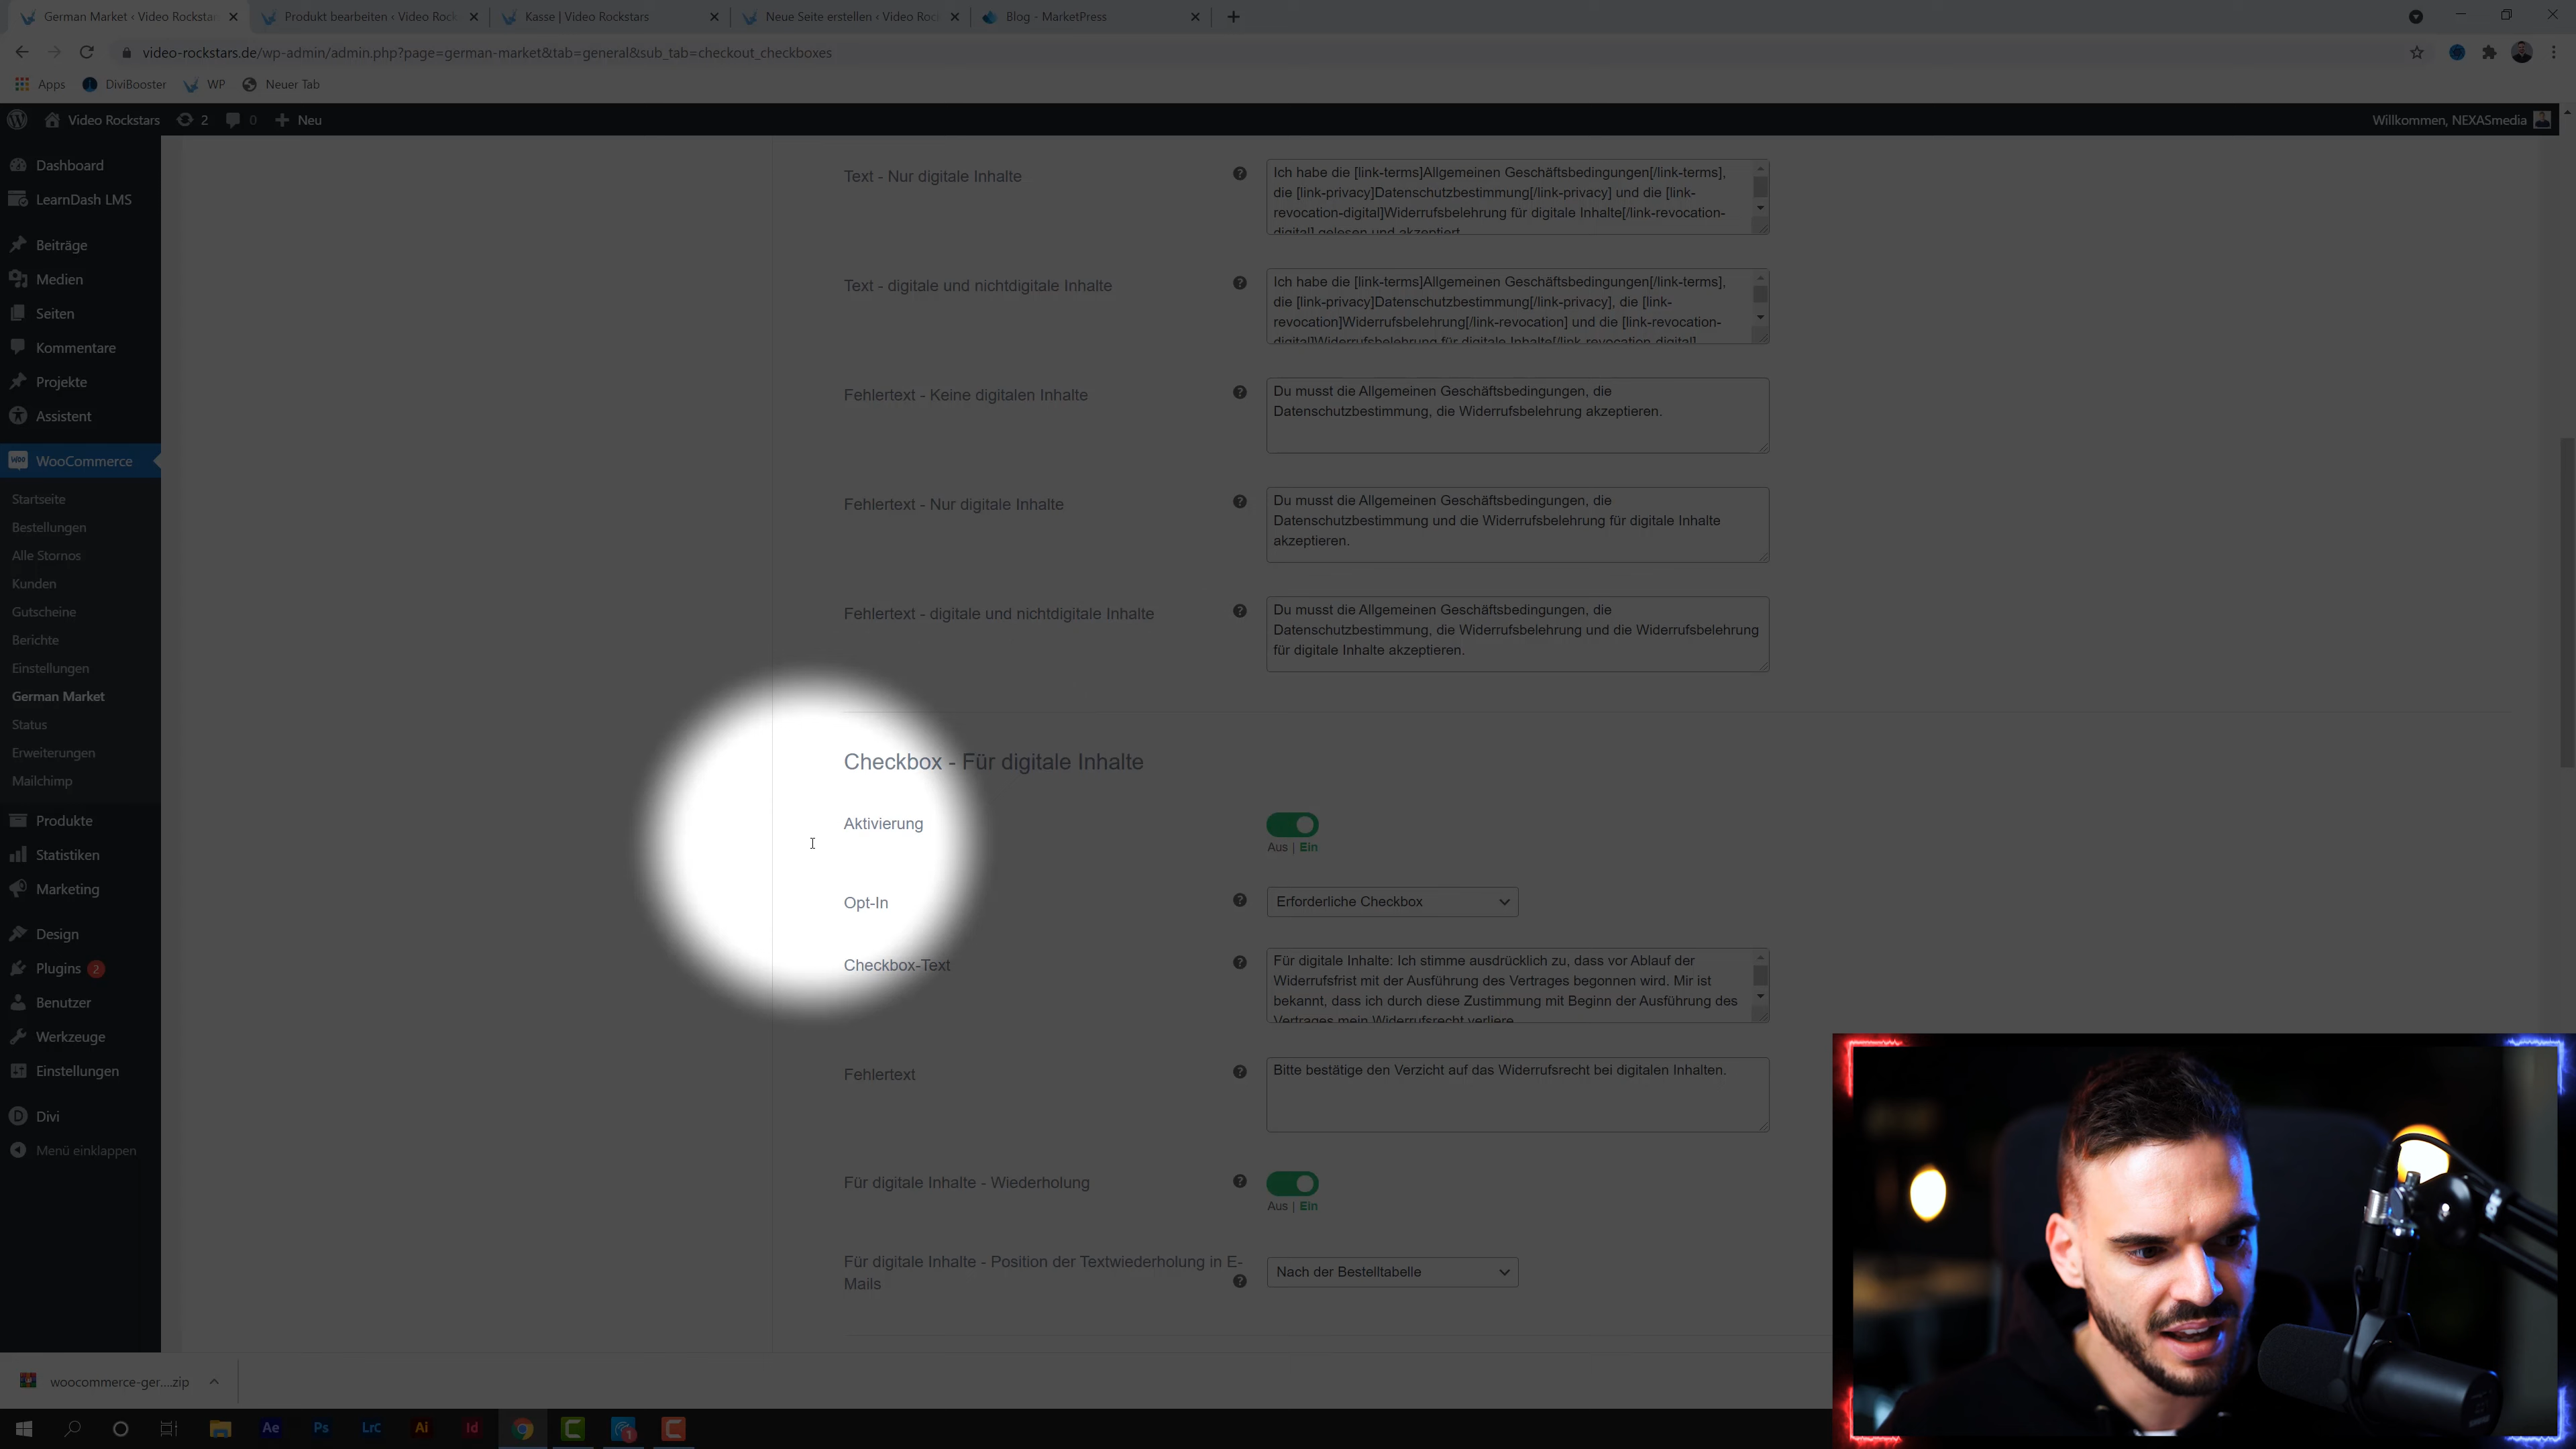 German Market ‹ Video Rockstar
Produkt bearbeiten ‹ Video Rock
Kasse | Video Rockstars
Neue Seite erstellen ‹ Video Roc
Blog - MarketPress
video-rockstars.de/wp-admin/admin.php?page=german-market&tab=general&sub_tab=checkout_checkboxes
Apps
DiviBooster
WP
Neuer Tab
Video Rockstars
2
0
Neu
Willkommen, NEXASmedia
Dashboard
LearnDash LMS
Beiträge
Medien
Seiten
Kommentare
Projekte
Assistent
WooCommerce
Startseite
Bestellungen
Alle Stornos
Kunden
Gutscheine
Berichte
Einstellungen
German Market
Status
Erweiterungen
Mailchimp
Produkte
Statistiken
Marketing
Design
Plugins 2
Benutzer
Werkzeuge
Einstellungen
Divi
Menü einklappen
Text - Nur digitale Inhalte
Ich habe die [link-terms]Allgemeinen Geschäftsbedingungen[/link-terms],
die [link-privacy]Datenschutzbestimmung[/link-privacy] und die [link-
revocation-digital]Widerrufsbelehrung für digitale Inhalte[/link-revocation-
digital] gelesen und akzeptiert
Text - digitale und nichtdigitale Inhalte
Ich habe die [link-terms]Allgemeinen Geschäftsbedingungen[/link-terms],
die [link-privacy]Datenschutzbestimmung[/link-privacy], die [link-
revocation]Widerrufsbelehrung[/link-revocation] und die [link-revocation-
digital]Widerrufsbelehrung für digitale Inhalte[/link-revocation-digital]
Fehlertext - Keine digitalen Inhalte
Du musst die Allgemeinen Geschäftsbedingungen, die
Datenschutzbestimmung, die Widerrufsbelehrung akzeptieren.
Fehlertext - Nur digitale Inhalte
Du musst die Allgemeinen Geschäftsbedingungen, die
Datenschutzbestimmung und die Widerrufsbelehrung für digitale Inhalte
akzeptieren.
Fehlertext - digitale und nichtdigitale Inhalte
Du musst die Allgemeinen Geschäftsbedingungen, die
Datenschutzbestimmung, die Widerrufsbelehrung und die Widerrufsbelehrung
für digitale Inhalte akzeptieren.
Checkbox - Für digitale Inhalte
Aktivierung
Aus | Ein
Opt-In
Erforderliche Checkbox
Checkbox-Text
Für digitale Inhalte: Ich stimme ausdrücklich zu, dass vor Ablauf der
Widerrufsfrist mit der Ausführung des Vertrages begonnen wird. Mir ist
bekannt, dass ich durch diese Zustimmung mit Beginn der Ausführung des
Vertrages mein Widerrufsrecht verliere
Fehlertext
Bitte bestätige den Verzicht auf das Widerrufsrecht bei digitalen Inhalten.
Für digitale Inhalte - Wiederholung
Aus | Ein
Für digitale Inhalte - Position der Textwiederholung in E-
Mails
Nach der Bestelltabelle
woocommerce-ger....zip
Ae
Ps
LrC
Ai
Id
1